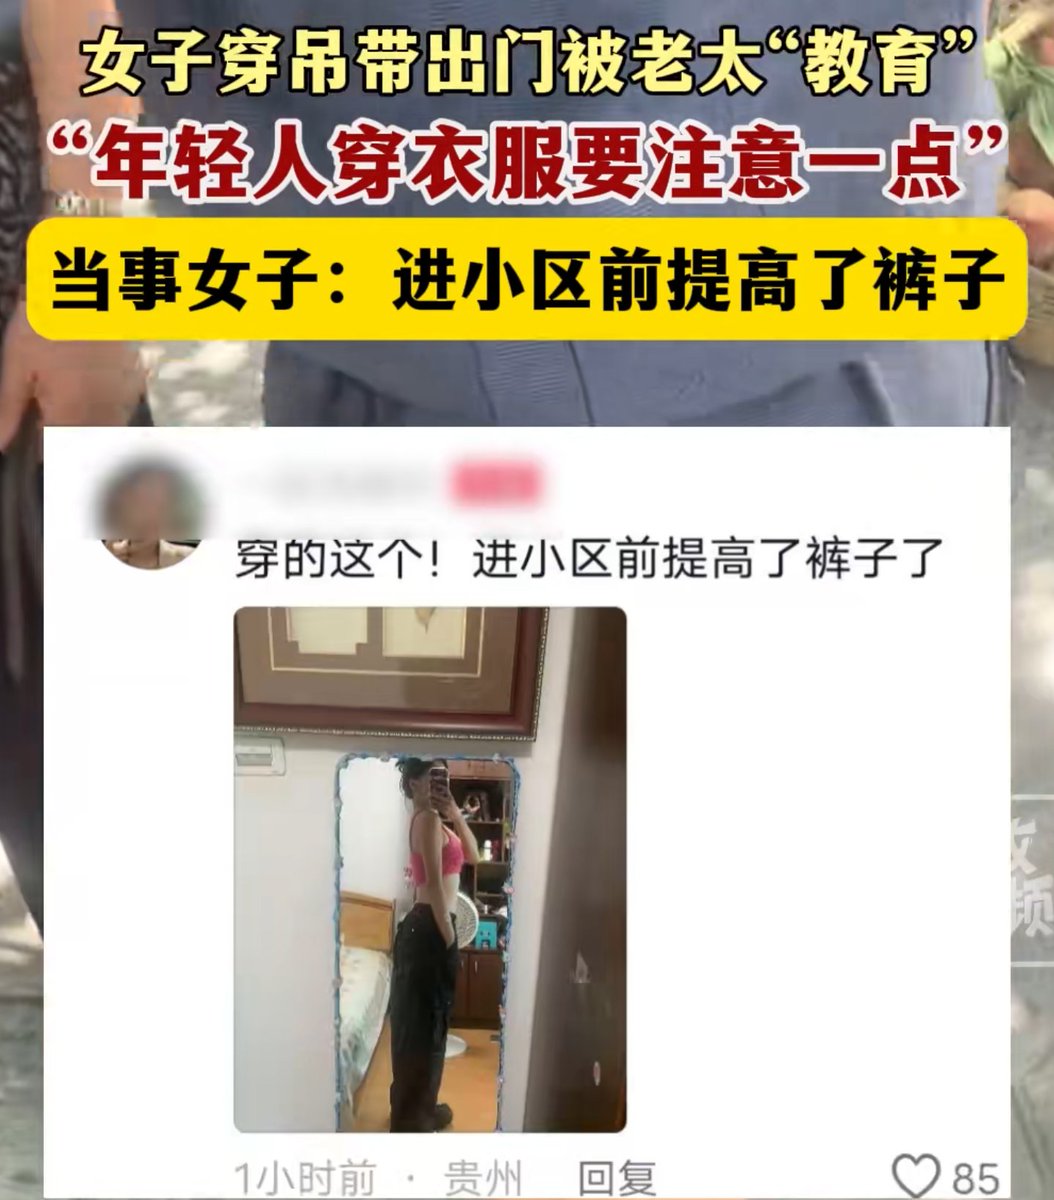 女子穿吊带出门被老太“教育”
“年轻人穿衣服要注意一点”
当事女子：进小区前提高了裤子
穿的这个！进小区前提高了裤子了
1小时前 · 贵州 回复 85
频